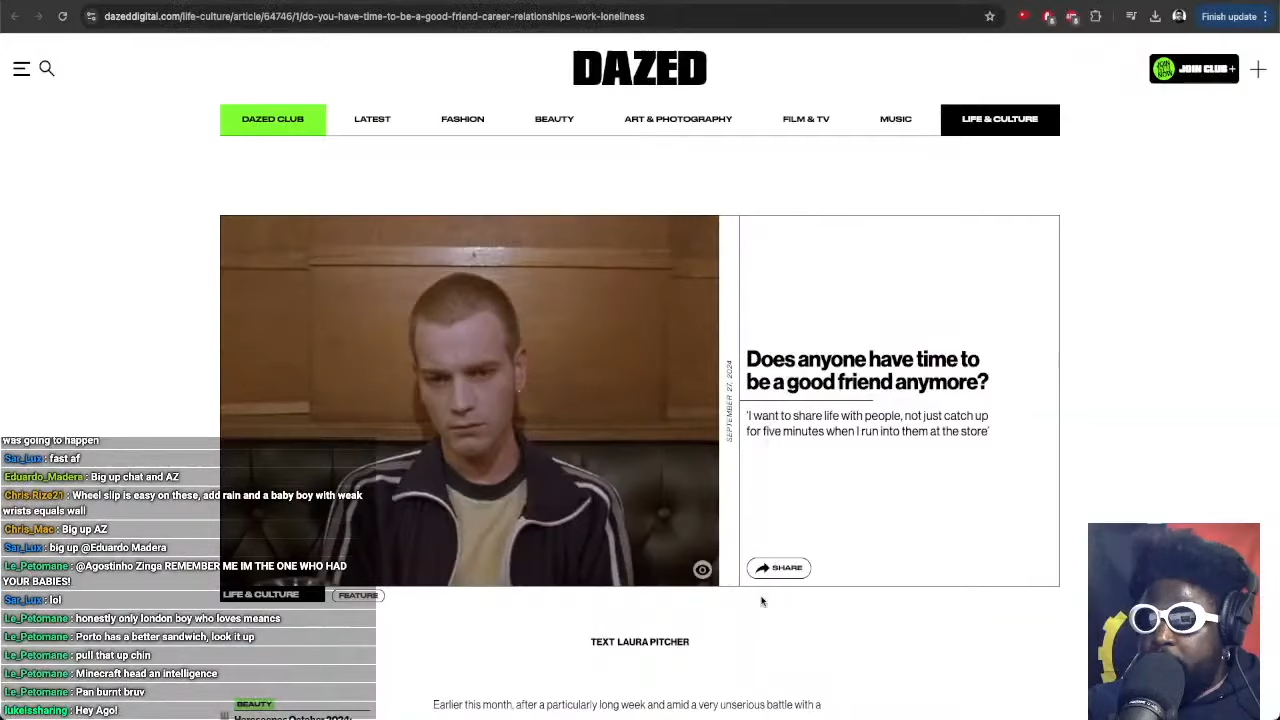 dazeddigital.com/life-culture/article/64746/1/do-you-have-time-to-be-a-good-friend-career-relationships-work-loneliness
Finish update
DAZED
JOIN CLUB+
DAZED CLUB
LATEST
FASHION
BEAUTY
ART & PHOTOGRAPHY
FILM & TV
MUSIC
LIFE & CULTURE
SEPTEMBER 27, 2024
Does anyone have time to
be a good friend anymore?
'I want to share life with people, not just catch up
for five minutes when I run into them at the store'
SHARE
was going to happen
Sar_Lux: fast af
Eduardo_Madera: Big up chat and AZ
Chris.Rize21: Wheel slip is easy on these, add rain and a baby boy with weak
wrists equals wall
Chris_Mac: Big up AZ
Sar_Lux: big up @Eduardo Madera
Le_Petomane: @Agostinho Zinga REMEMBER ME IM THE ONE WHO HAD
YOUR BABIES!
Sar_Lux: lol
Le_Petomane: honestly only london boy who loves meancs
Le_Petomane: Porto has a better sandwich, look it up
Le_Petomane: pull that up chin
Le_Petomane: Minecraft head an intelligence
Le_Petomane: Pan burnt bruv
lukeissharing: Hey Ago!
LIFE & CULTURE
FEATURE
TEXT LAURA PITCHER
BEAUTY
Horoscopes October 2024:
Earlier this month, after a particularly long week and amid a very unserious battle with a